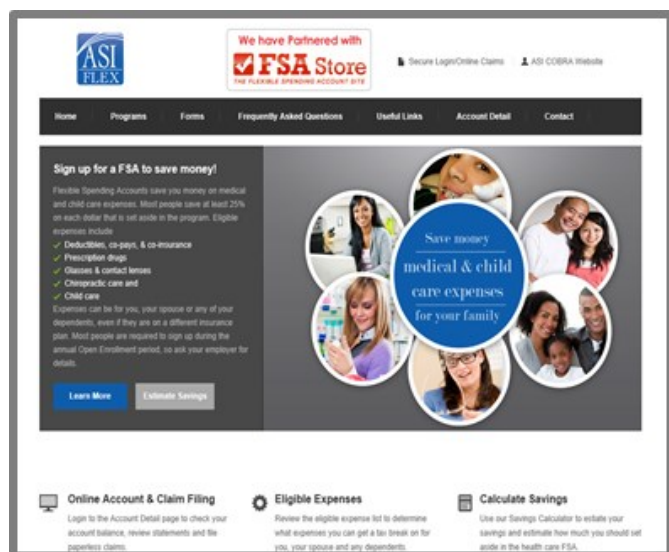 ASI
FLEX
We have Partnered with
FSA Store
THE FLEXIBLE SPENDING ACCOUNT SITE
Secure Login/Online Claims
ASI COBRA Website
Home Programs Forms Frequently Asked Questions Useful Links Account Detail Contact
Sign up for a FSA to save money!
Flexible Spending Accounts save you money on medical
and child care expenses. Most people save at least 25%
on each dollar that is set aside in the program. Eligible
expenses include
Deductibles, co-pays, & co-insurance
Prescription drugs
Glasses & contact lenses
Chiropractic care and
Child care
Expenses can be for you, your spouse or any of your
dependents, even if they are on a different insurance
plan. Most people are required to sign up during the
annual Open Enrollment period, so ask your employer for
details.
Learn More
Estimate Savings
Save money
medical & child
care expenses
for your family
Online Account & Claim Filing
Login to the Account Detail page to check your
account balance, review statements and file
paperless claims.
Eligible Expenses
Review the eligible expense list to determine
what expenses you can get a tax break on for
you, your spouse and any dependents.
Calculate Savings
Use our Savings Calculator to estiate your
savings and estimate how much you should set
aside in the health care FSA.